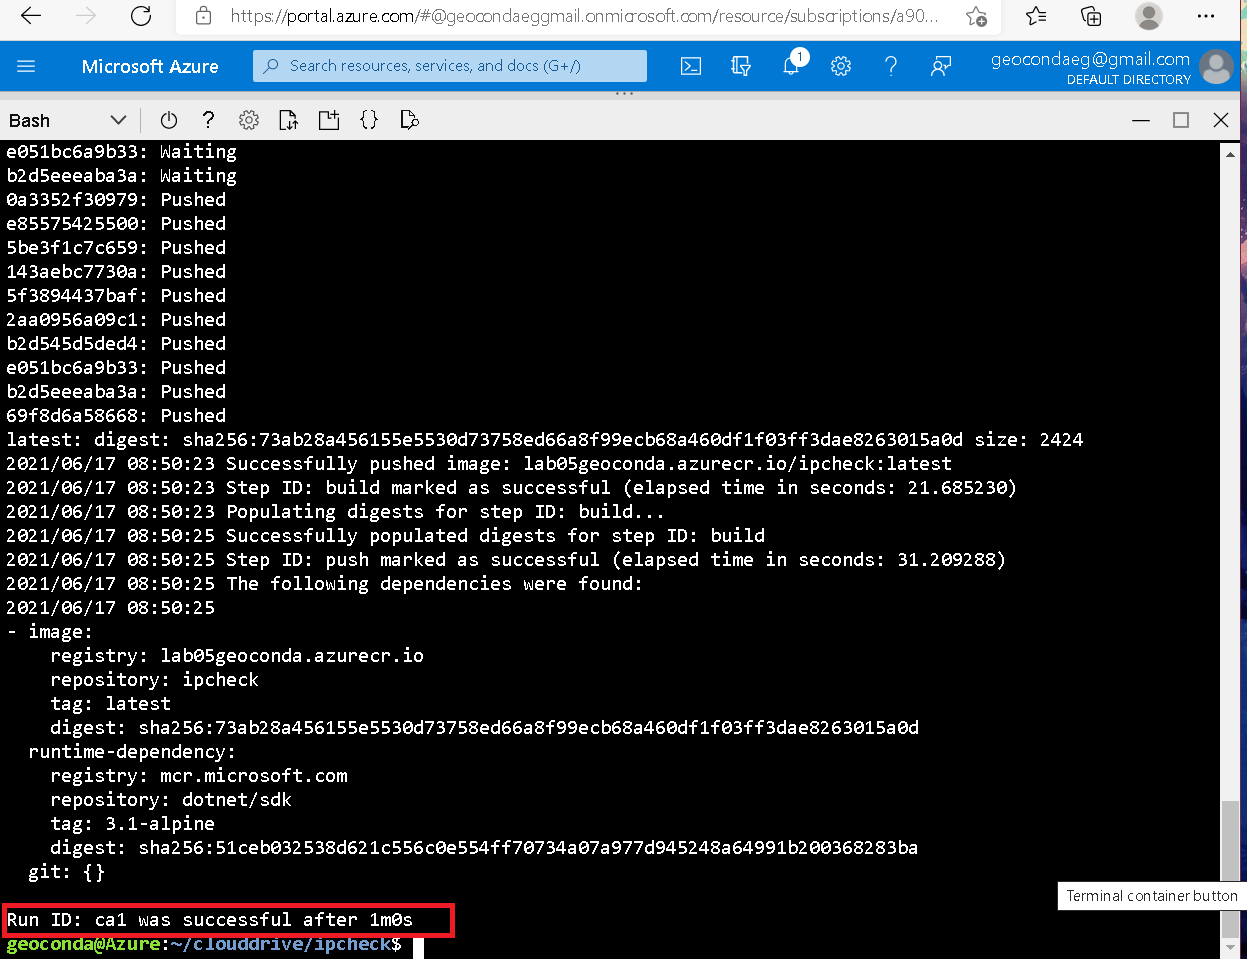 https://portal.azure.com/#@geocondaeggmail.onmicrosoft.com/resource/subscriptions/a90...
Microsoft Azure
Search resources, services, and docs (G+/)
1
geocondaeg@gmail.com
DEFAULT DIRECTORY
Bash
e051bc6a9b33: Waiting
b2d5eeeaba3a: Waiting
0a3352f30979: Pushed
e85575425500: Pushed
5be3f1c7c659: Pushed
143aebc7730a: Pushed
5f3894437baf: Pushed
2aa0956a09c1: Pushed
b2d545d5ded4: Pushed
e051bc6a9b33: Pushed
b2d5eeeaba3a: Pushed
69f8d6a58668: Pushed
latest: digest: sha256:73ab28a456155e5530d73758ed66a8f99ecb68a460df1f03ff3dae8263015a0d size: 2424
2021/06/17 08:50:23 Successfully pushed image: lab05geoconda.azurecr.io/ipcheck:latest
2021/06/17 08:50:23 Step ID: build marked as successful (elapsed time in seconds: 21.685230)
2021/06/17 08:50:23 Populating digests for step ID: build...
2021/06/17 08:50:25 Successfully populated digests for step ID: build
2021/06/17 08:50:25 Step ID: push marked as successful (elapsed time in seconds: 31.209288)
2021/06/17 08:50:25 The following dependencies were found:
2021/06/17 08:50:25
- image:
registry: lab05geoconda.azurecr.io
repository: ipcheck
tag: latest
digest: sha256:73ab28a456155e5530d73758ed66a8f99ecb68a460df1f03ff3dae8263015a0d
runtime-dependency:
registry: mcr.microsoft.com
repository: dotnet/sdk
tag: 3.1-alpine
digest: sha256:51ceb032538d621c556c0e554ff70734a07a977d945248a64991b200368283ba
git: {}
Terminal container button
Run ID: ca1 was successful after 1m0s
geoconda@Azure:~/clouddrive/ipcheck$